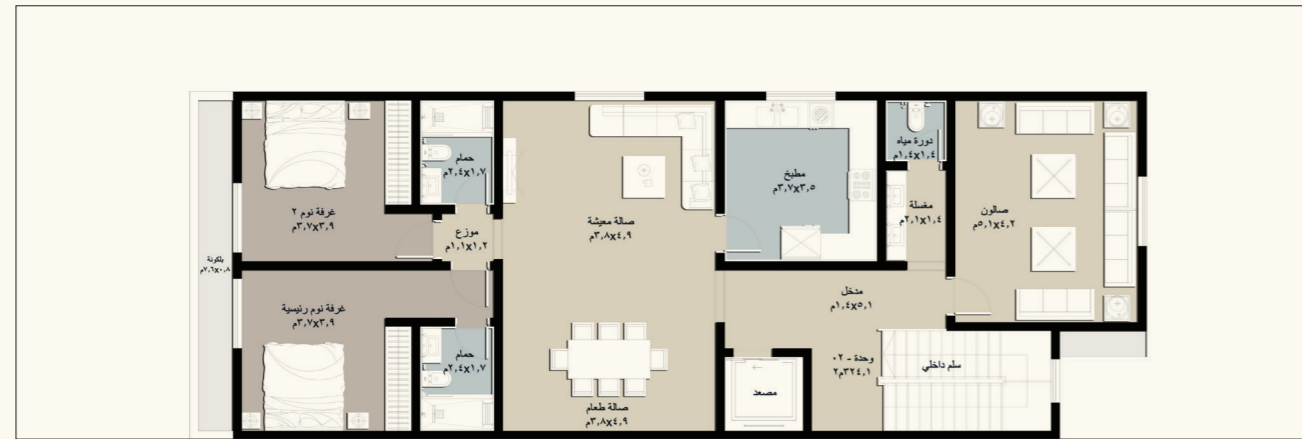 دورة مياه
١,٤x١,٤م
حمام
٢,٤x١,٧م
مطبخ
٣,٧x٣,٥م
مغسلة
٢,١x١,٤م
صالون
٥,١x٤,٢م
غرفة نوم ٢
٣,٧x٣,٩م
صالة معيشة
٣,٨x٤,٩م
موزع
١,١x١,٢م
بلكونة
٧,٦x٠,٨م
مدخل
١,٤x٥,١م
غرفة نوم رئيسية
٣,٧x٣,٩م
حمام
٢,٤x١,٧م
وحدة - ٠٢
٣٢٤,١م٢
سلم داخلي
مصعد
صالة طعام
٣,٨x٤,٩م